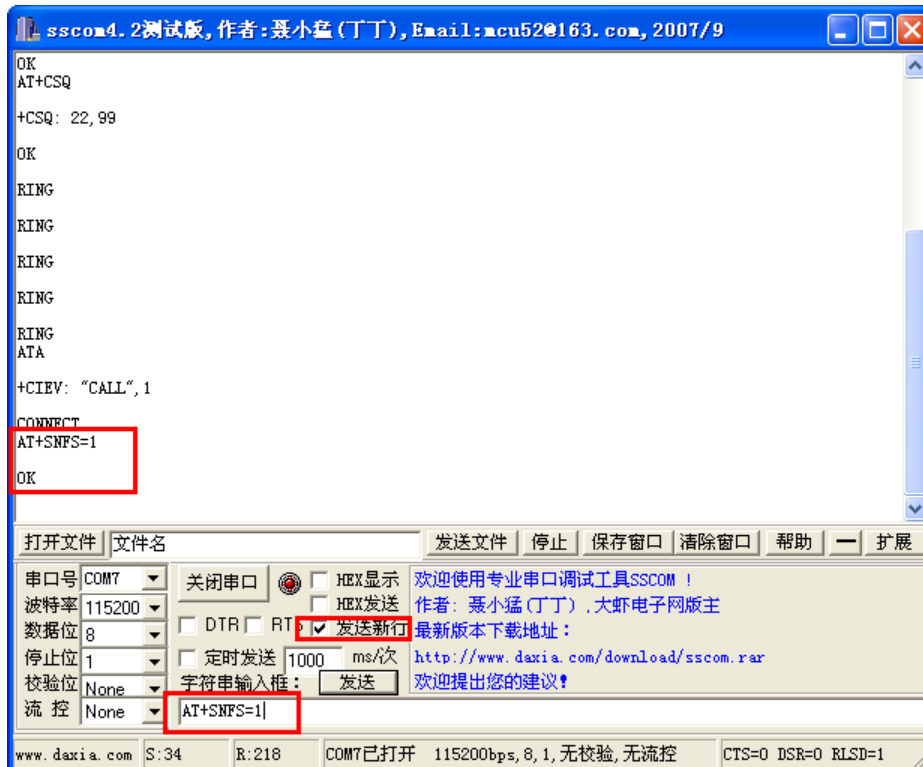 sscom4.2测试版,作者:聂小猛(丁丁),Email:mcu52@163.com,2007/9
OK
AT+CSQ
+CSQ: 22,99
OK
RING
RING
RING
RING
RING
ATA
+CIEV: "CALL",1
CONNECT
AT+SNFS=1
OK
打开文件 文件名 发送文件 停止 保存窗口 清除窗口 帮助 一 扩展
串口号 COM7 关闭串口 HEX显示 欢迎使用专业串口调试工具SSCOM !
波特率 115200 HEX发送 作者: 聂小猛(丁丁),大虾电子网版主
数据位 8 DTR RTS 发送新行 最新版本下载地址:
停止位 1 定时发送 1000 ms/次 http://www.daxia.com/download/sscom.rar
校验位 None 字符串输入框: 发送 欢迎提出您的建议!
流 控 None AT+SNFS=1
www.daxia.com S:34 R:218 COM7已打开 115200bps,8,1,无校验,无流控 CTS=0 DSR=0 RLSD=1